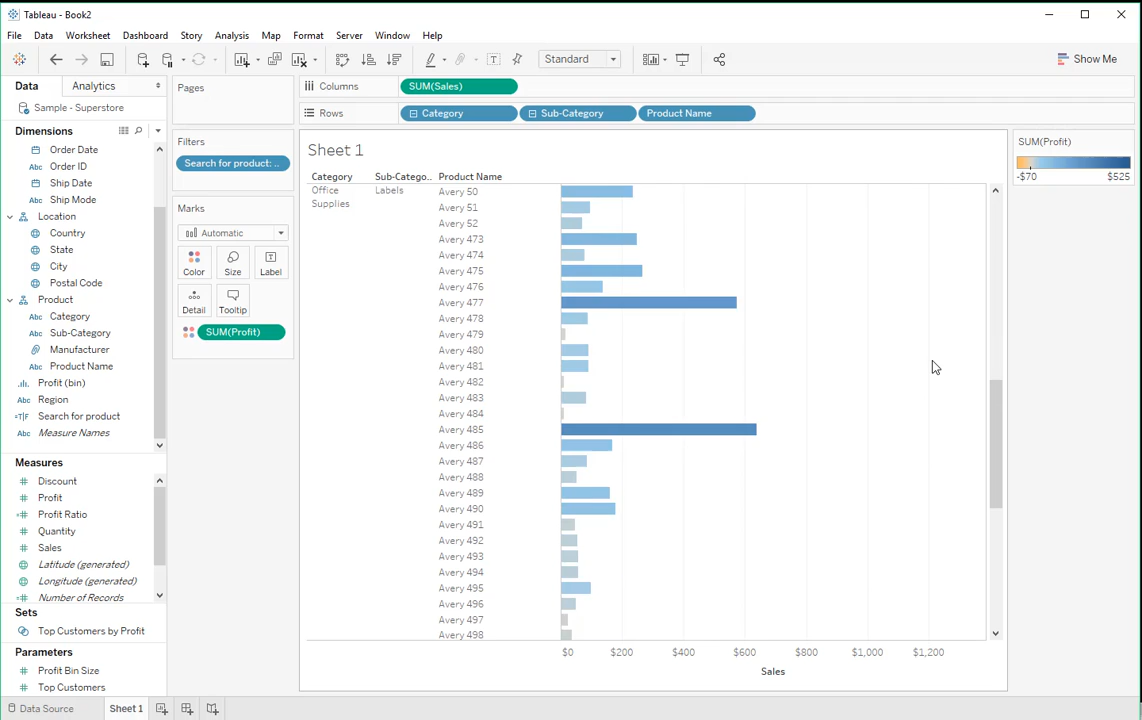 Tableau - Book2
File Data Worksheet Dashboard Story Analysis Map Format Server Window Help
Standard
Show Me
Data Analytics
Sample - Superstore
Dimensions
Order Date
Abc Order ID
Ship Date
Abc Ship Mode
Location
Country
State
City
Postal Code
Product
Abc Category
Abc Sub-Category
Manufacturer
Abc Product Name
Profit (bin)
Abc Region
=T|F Search for product
Abc Measure Names
Measures
# Discount
# Profit
=# Profit Ratio
# Quantity
# Sales
Latitude (generated)
Longitude (generated)
=# Number of Records
Sets
Top Customers by Profit
Parameters
# Profit Bin Size
# Top Customers
Pages
Filters
Search for product: ..
Marks
Automatic
Color Size Label
Detail Tooltip
SUM(Profit)
Columns SUM(Sales)
Rows Category Sub-Category Product Name
Sheet 1
Category Sub-Catego.. Product Name
Office
Supplies
Labels
Avery 50
Avery 51
Avery 52
Avery 473
Avery 474
Avery 475
Avery 476
Avery 477
Avery 478
Avery 479
Avery 480
Avery 481
Avery 482
Avery 483
Avery 484
Avery 485
Avery 486
Avery 487
Avery 488
Avery 489
Avery 490
Avery 491
Avery 492
Avery 493
Avery 494
Avery 495
Avery 496
Avery 497
Avery 498
$0 $200 $400 $600 $800 $1,000 $1,200
Sales
SUM(Profit)
-$70 $525
Data Source Sheet 1